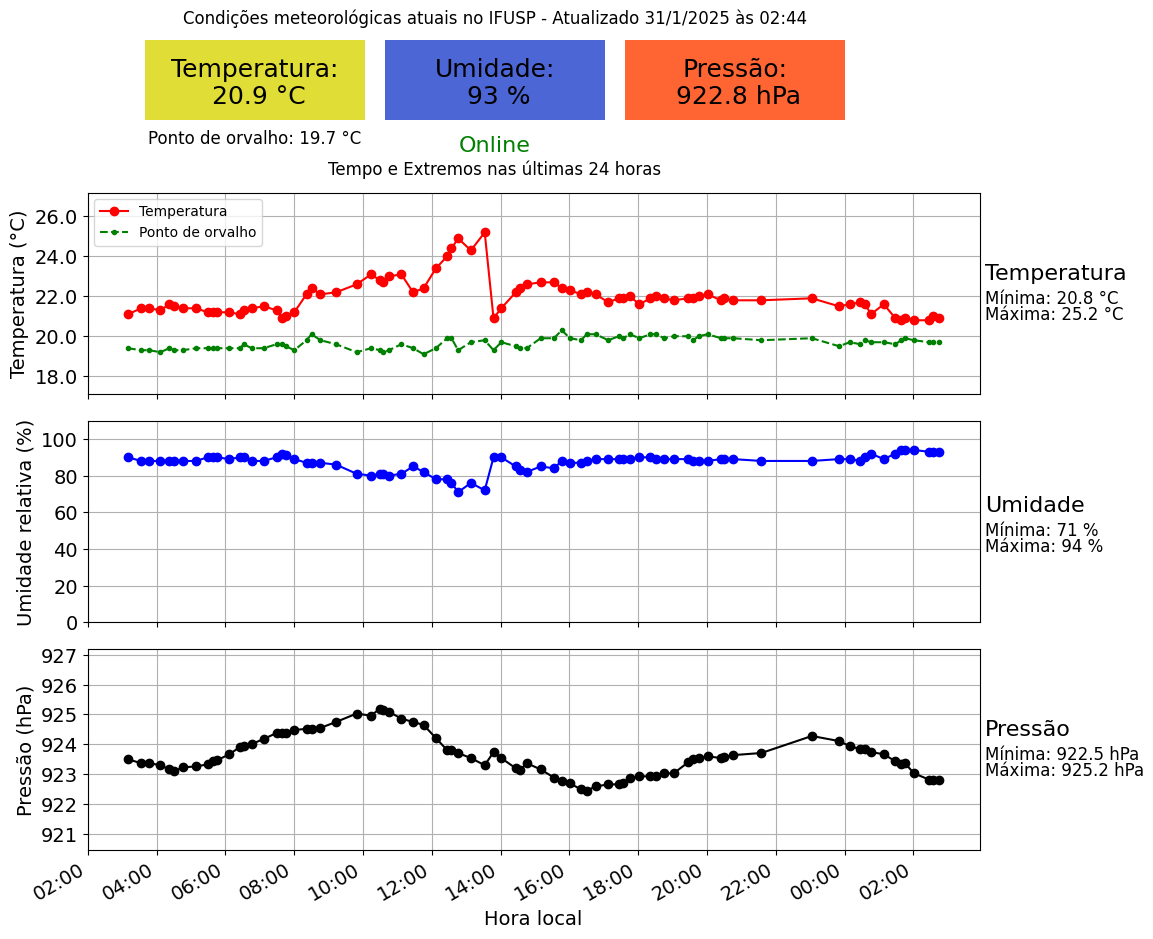 Condições meteorológicas atuais no IFUSP - Atualizado 31/1/2025 às 02:44
Temperatura:
20.9 °C
Umidade:
93 %
Pressão:
922.8 hPa
Ponto de orvalho: 19.7 °C
Online
Tempo e Extremos nas últimas 24 horas
Temperatura (°C)
26.0
24.0
22.0
20.0
18.0
Temperatura
Ponto de orvalho
Temperatura
Mínima: 20.8 °C
Máxima: 25.2 °C
Umidade relativa (%)
100
80
60
40
20
0
Umidade
Mínima: 71 %
Máxima: 94 %
Pressão (hPa)
927
926
925
924
923
922
921
Pressão
Mínima: 922.5 hPa
Máxima: 925.2 hPa
02:00 04:00 06:00 08:00 10:00 12:00 14:00 16:00 18:00 20:00 22:00 00:00 02:00
Hora local